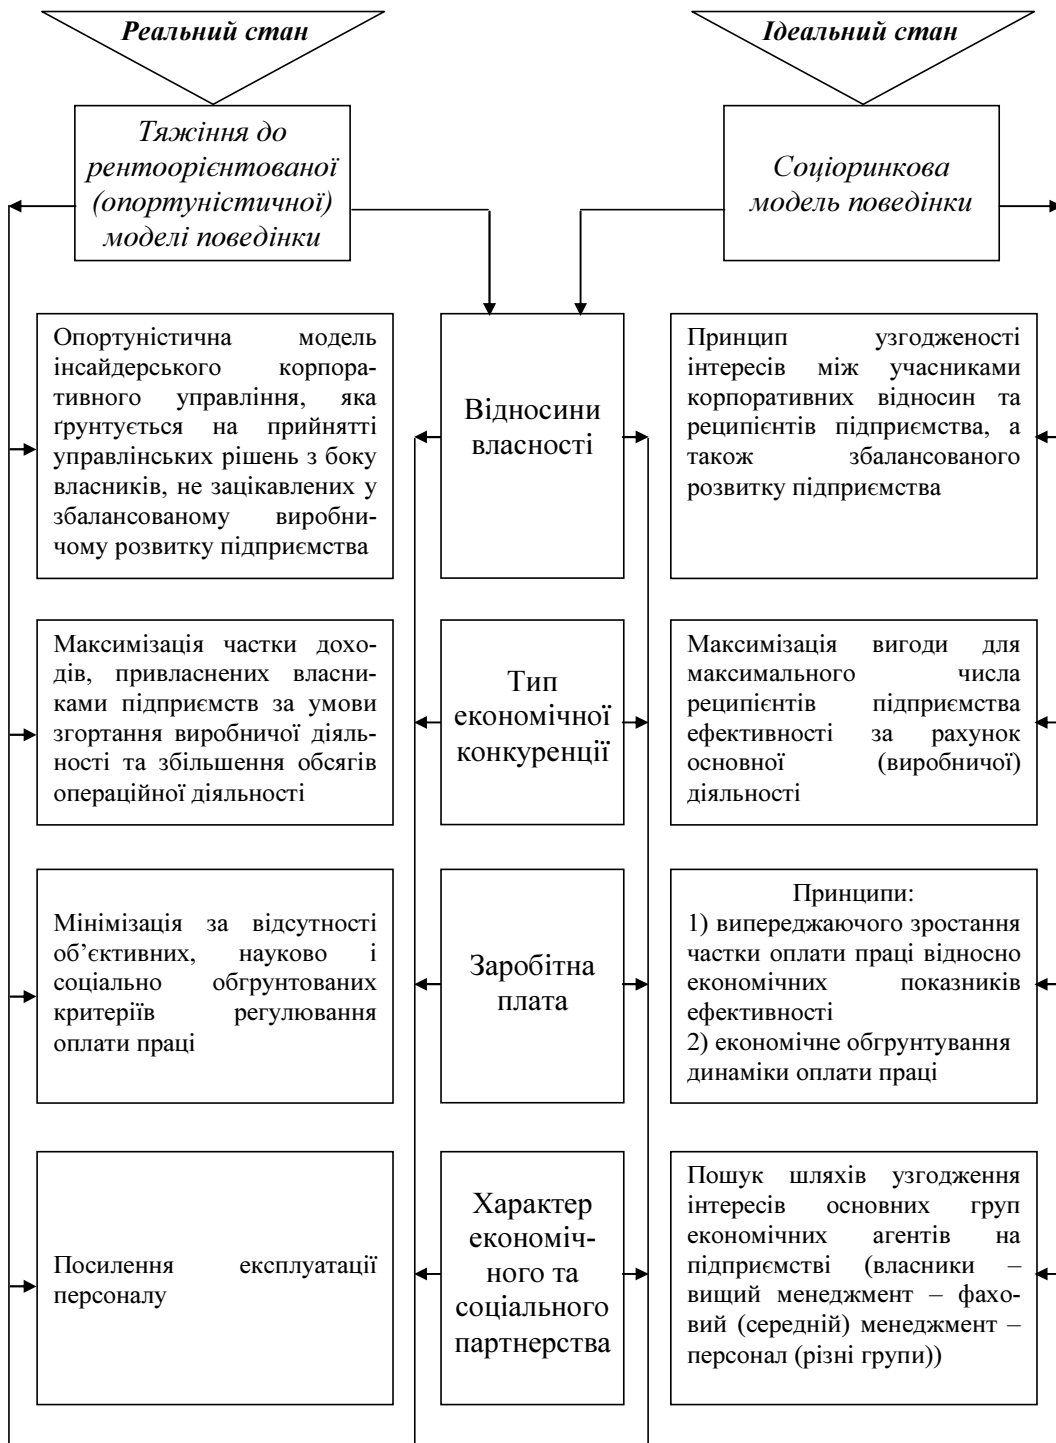 Реальний стан
Ідеальний стан
Тяжіння до
рентоорієнтованої
(опортуністичної)
моделі поведінки
Соціоринкова
модель поведінки
Опортуністична модель
інсайдерського корпора-
тивного управління, яка
ґрунтується на прийнятті
управлінських рішень з боку
власників, не зацікавлених у
збалансованому виробни-
чому розвитку підприємства
Відносини
власності
Принцип узгодженості
інтересів між учасниками
корпоративних відносин та
реципієнтів підприємства, а
також збалансованого
розвитку підприємства
Максимізація частки дохо-
дів, привласнених власни-
ками підприємств за умови
згортання виробничої діяль-
ності та збільшення обсягів
операційної діяльності
Тип
економічної
конкуренції
Максимізація вигоди для
максимального числа
реципієнтів підприємства
ефективності за рахунок
основної (виробничої)
діяльності
Мінімізація за відсутності
об’єктивних, науково і
соціально обгрунтованих
критеріїв регулювання
оплати праці
Заробітна
плата
Принципи:
1) випереджаючого зростання
частки оплати праці відносно
економічних показників
ефективності
2) економічне обгрунтування
динаміки оплати праці
Посилення експлуатації
персоналу
Характер
економіч-
ного та
соціального
партнерства
Пошук шляхів узгодження
інтересів основних груп
економічних агентів на
підприємстві (власники –
вищий менеджмент – фахо-
вий (середній) менеджмент –
персонал (різні групи))